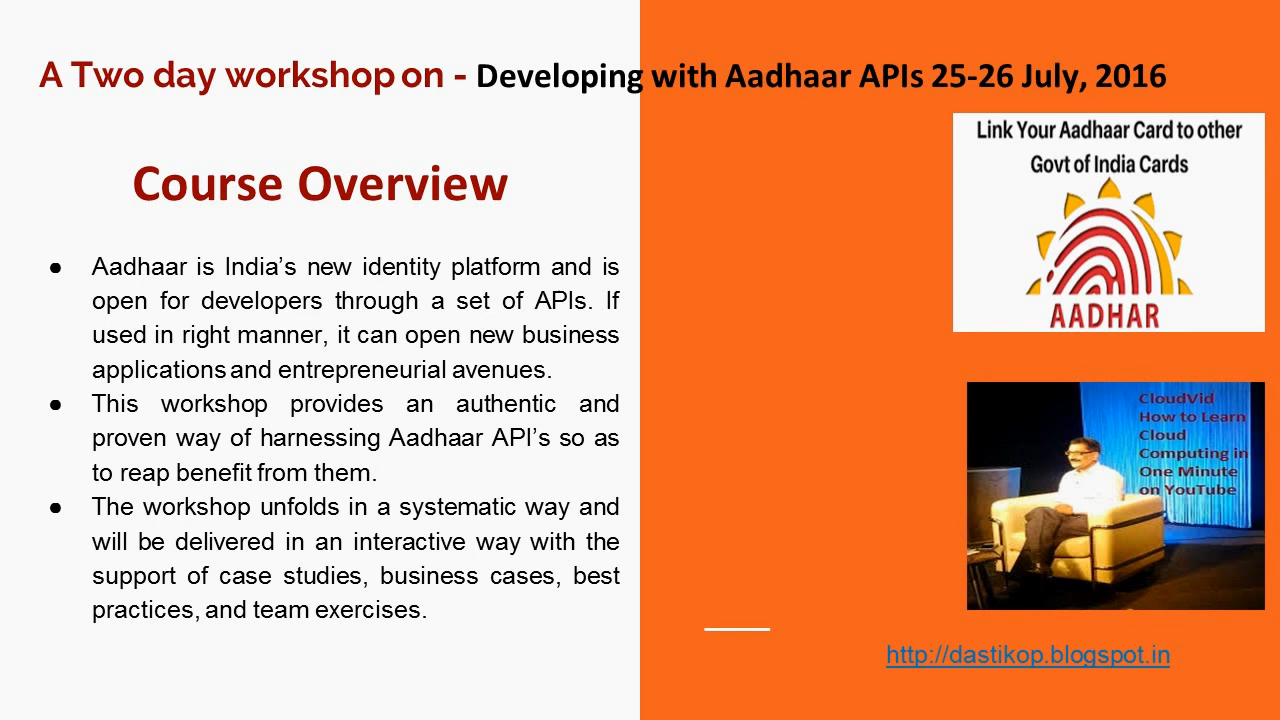 A Two day workshop on - Developing with Aadhaar APIs 25-26 July, 2016
Course Overview
● Aadhaar is India’s new identity platform and is
open for developers through a set of APIs. If
used in right manner, it can open new business
applications and entrepreneurial avenues.
● This workshop provides an authentic and
proven way of harnessing Aadhaar API’s so as
to reap benefit from them.
● The workshop unfolds in a systematic way and
will be delivered in an interactive way with the
support of case studies, business cases, best
practices, and team exercises.
Link Your Aadhaar Card to other
Govt of India Cards
AADHAR
CloudVid
How to Learn
Cloud
Computing in
One Minute
on YouTube
http://dastikop.blogspot.in